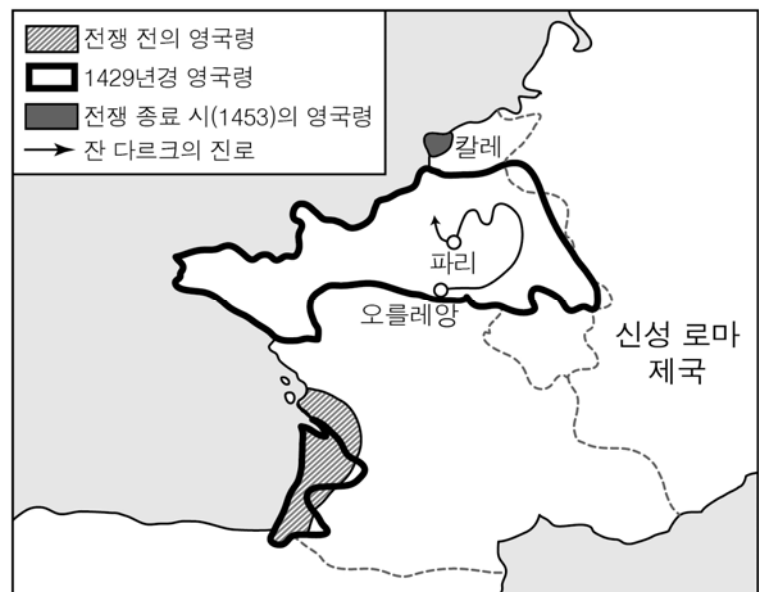 전쟁 전의 영국령
1429년경 영국령
전쟁 종료 시(1453)의 영국령
잔 다르크의 진로
칼레
파리
오를레앙
신성 로마
제국